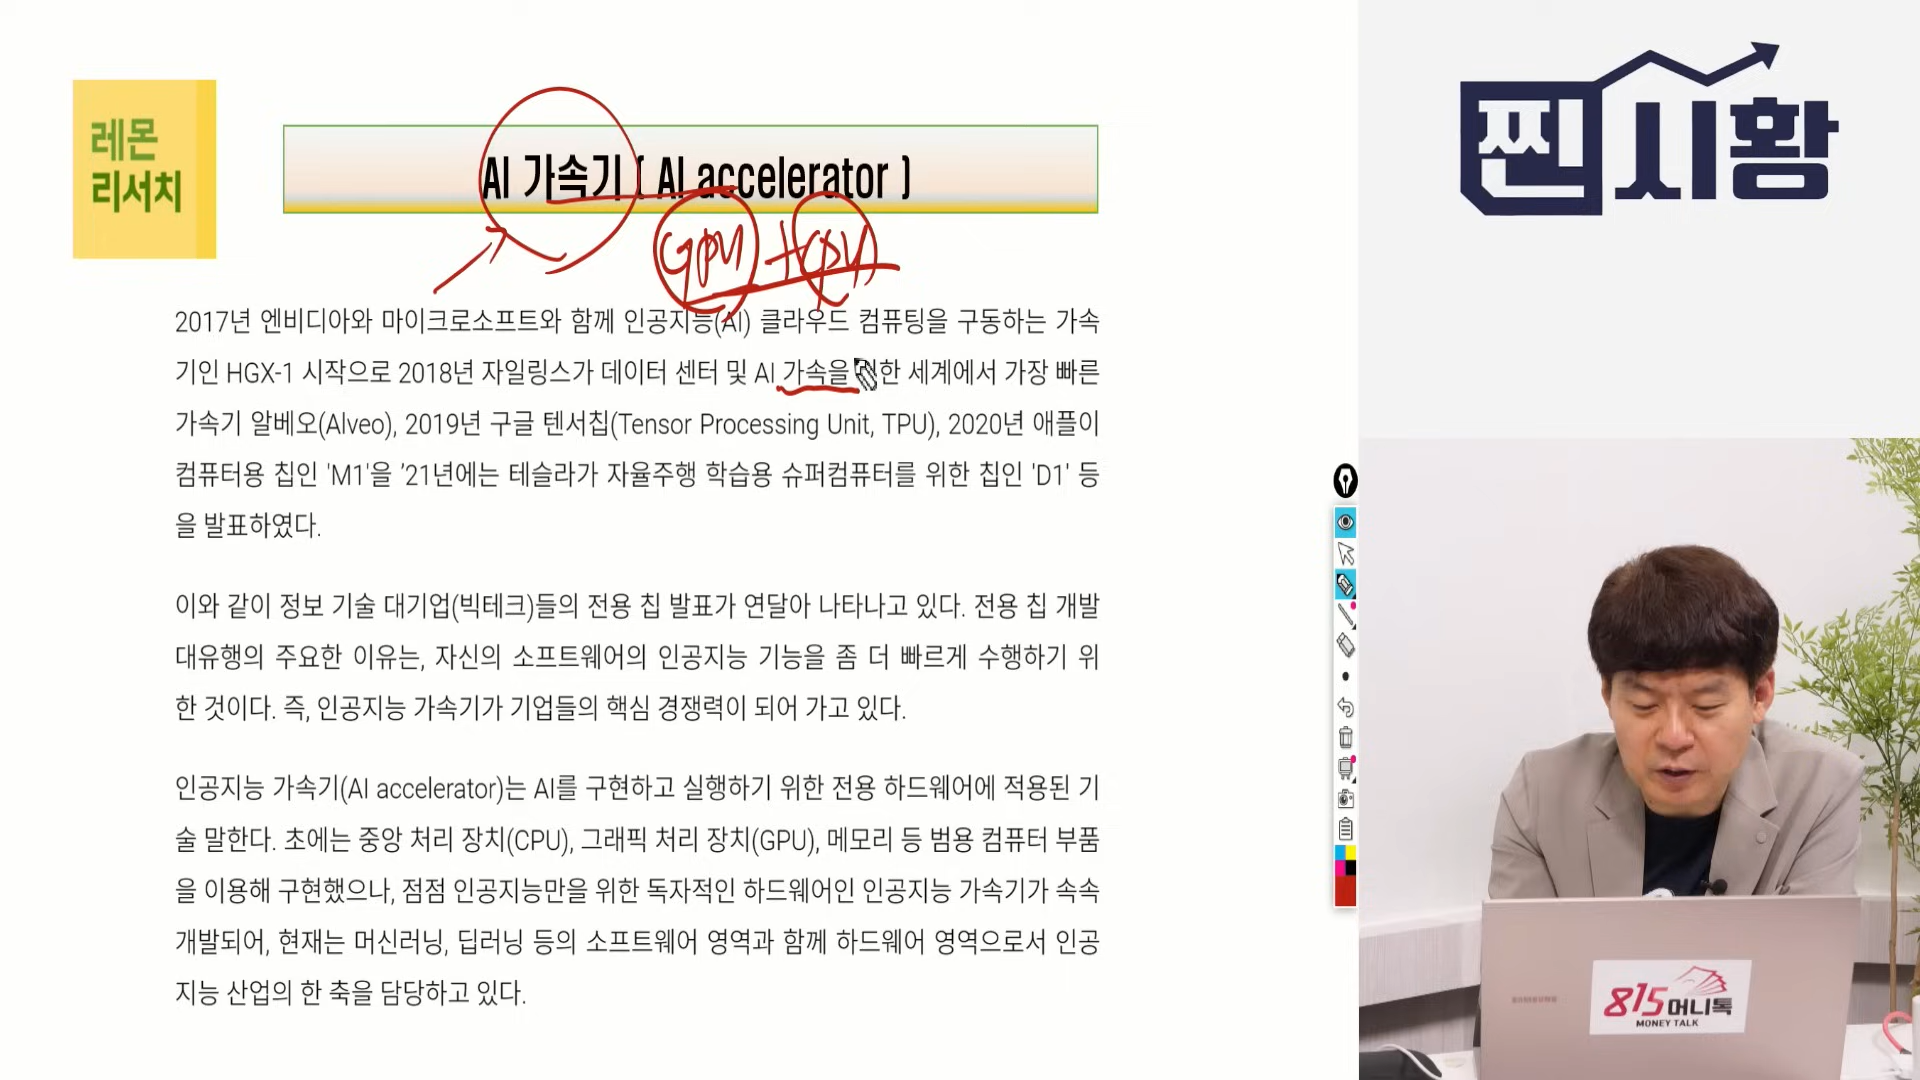 레몬
리서치
AI 가속기 ( AI accelerator )
GPU + CPU
2017년 엔비디아와 마이크로소프트와 함께 인공지능(AI) 클라우드 컴퓨팅을 구동하는 가속
기인 HGX-1 시작으로 2018년 자일링스가 데이터 센터 및 AI 가속을 위한 세계에서 가장 빠른
가속기 알베오(Alveo), 2019년 구글 텐서칩(Tensor Processing Unit, TPU), 2020년 애플이
컴퓨터용 칩인 'M1'을 ’21년에는 테슬라가 자율주행 학습용 슈퍼컴퓨터를 위한 칩인 'D1' 등
을 발표하였다.
이와 같이 정보 기술 대기업(빅테크)들의 전용 칩 발표가 연달아 나타나고 있다. 전용 칩 개발
대유행의 주요한 이유는, 자신의 소프트웨어의 인공지능 기능을 좀 더 빠르게 수행하기 위
한 것이다. 즉, 인공지능 가속기가 기업들의 핵심 경쟁력이 되어 가고 있다.
인공지능 가속기(AI accelerator)는 AI를 구현하고 실행하기 위한 전용 하드웨어에 적용된 기
술 말한다. 초에는 중앙 처리 장치(CPU), 그래픽 처리 장치(GPU), 메모리 등 범용 컴퓨터 부품
을 이용해 구현했으나, 점점 인공지능만을 위한 독자적인 하드웨어인 인공지능 가속기가 속속
개발되어, 현재는 머신러닝, 딥러닝 등의 소프트웨어 영역과 함께 하드웨어 영역으로서 인공
지능 산업의 한 축을 담당하고 있다.
찐시황
SAMSUNG
815머니톡
MONEY TALK